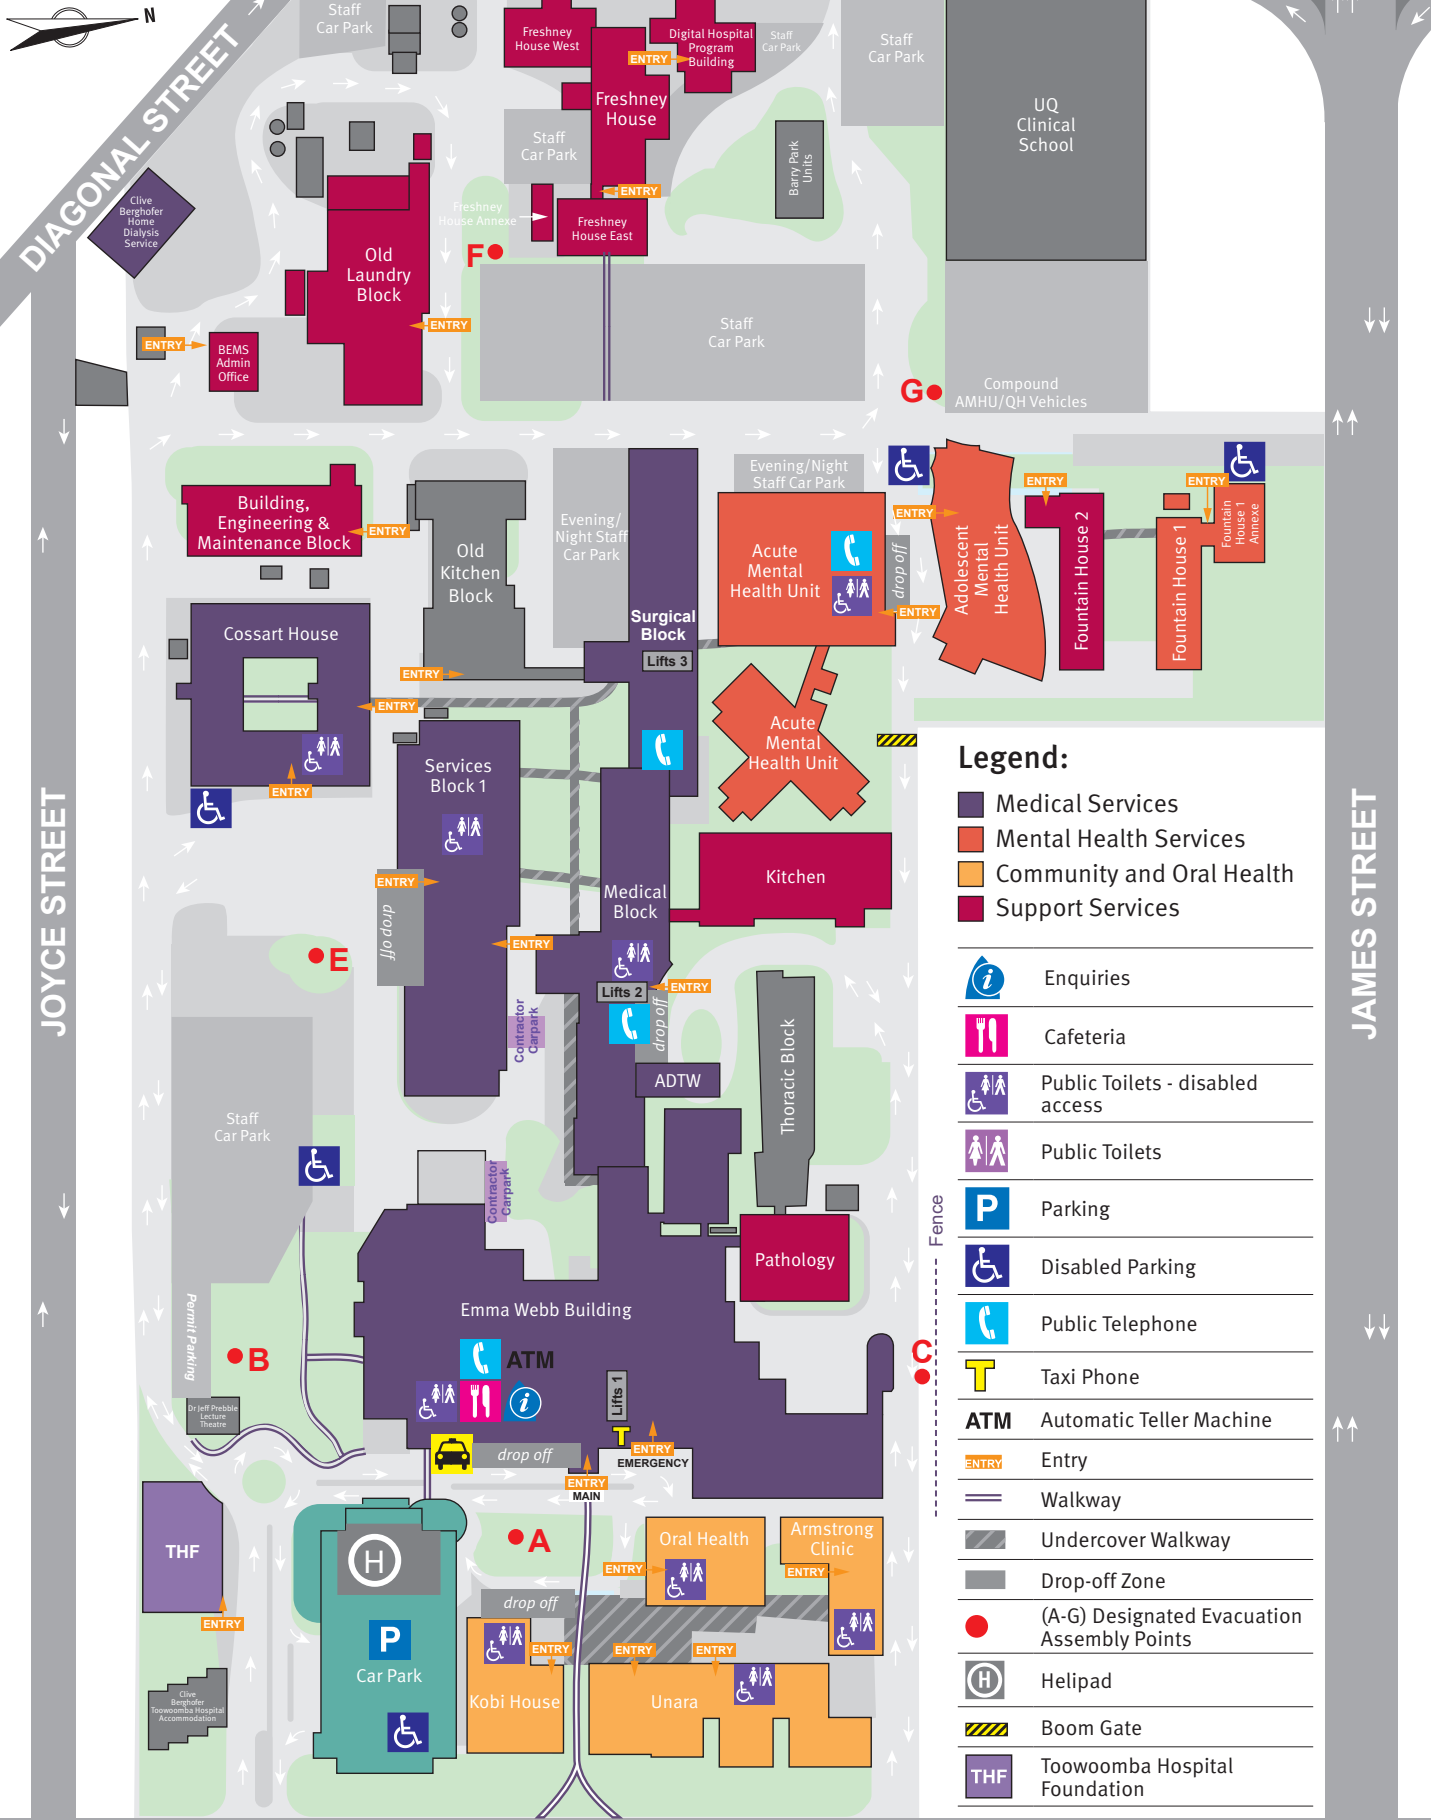 N
Staff
Car Park
Freshney
House West
Digital Hospital
Program
Building
Staff
Car Park
Staff
Car Park
ENTRY
Freshney
House
UQ
Clinical
School
DIAGONAL STREET
Staff
Car Park
Barry Park
Units
Clive
Berghofer
Home
Dialysis
Service
ENTRY
Freshney
House Annexe
Freshney
House East
Old
Laundry
Block
F
ENTRY
Staff
Car Park
ENTRY
BEMS
Admin
Office
G
Compound
AMHU/QH Vehicles
Evening/Night
Staff Car Park
ENTRY
ENTRY
Building,
Engineering &
Maintenance Block
ENTRY
Evening/
Night Staff
Car Park
Old
Kitchen
Block
Acute
Mental
Health Unit
drop off
ENTRY
ENTRY
Adolescent
Mental
Health Unit
Fountain House 2
Fountain House 1
Fountain
House 1
Annexe
Cossart House
Surgical
Block
Lifts 3
ENTRY
ENTRY
Acute
Mental
Health Unit
Services
Block 1
ENTRY
JOYCE STREET
JAMES STREET
Legend:
Medical Services
Mental Health Services
Community and Oral Health
Support Services
ENTRY
drop off
Medical
Block
Kitchen
E
ENTRY
Lifts 2
ENTRY
drop off
Contractor
Carpark
ADTW
Thoracic Block
Staff
Car Park
Contractor
Carpark
Pathology
Fence
Emma Webb Building
Permit Parking
B
C
ATM
i
Lifts 1
T
Dr Jeff Prebble
Lecture
Theatre
drop off
ENTRY
EMERGENCY
ENTRY
MAIN
THF
H
A
Oral Health
Armstrong
Clinic
ENTRY
ENTRY
ENTRY
drop off
P
Car Park
ENTRY
ENTRY
ENTRY
Kobi House
Unara
Clive
Berghofer
Toowoomba Hospital
Accommodation
i
Enquiries
Cafeteria
Public Toilets - disabled
access
Public Toilets
P
Parking
Disabled Parking
Public Telephone
T
Taxi Phone
ATM
Automatic Teller Machine
ENTRY
Entry
Walkway
Undercover Walkway
Drop-off Zone
(A-G) Designated Evacuation
Assembly Points
H
Helipad
Boom Gate
THF
Toowoomba Hospital
Foundation